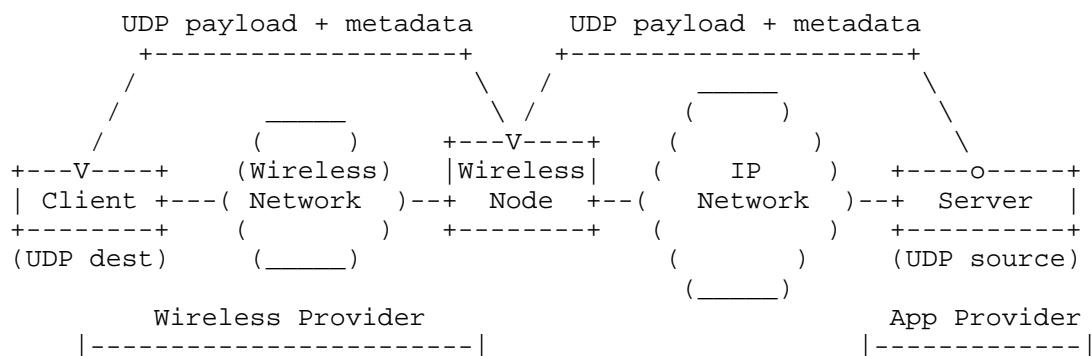 UDP payload + metadata UDP payload + metadata
Client Wireless Network Wireless Node IP Network Server
(UDP dest) (UDP source)
Wireless Provider App Provider